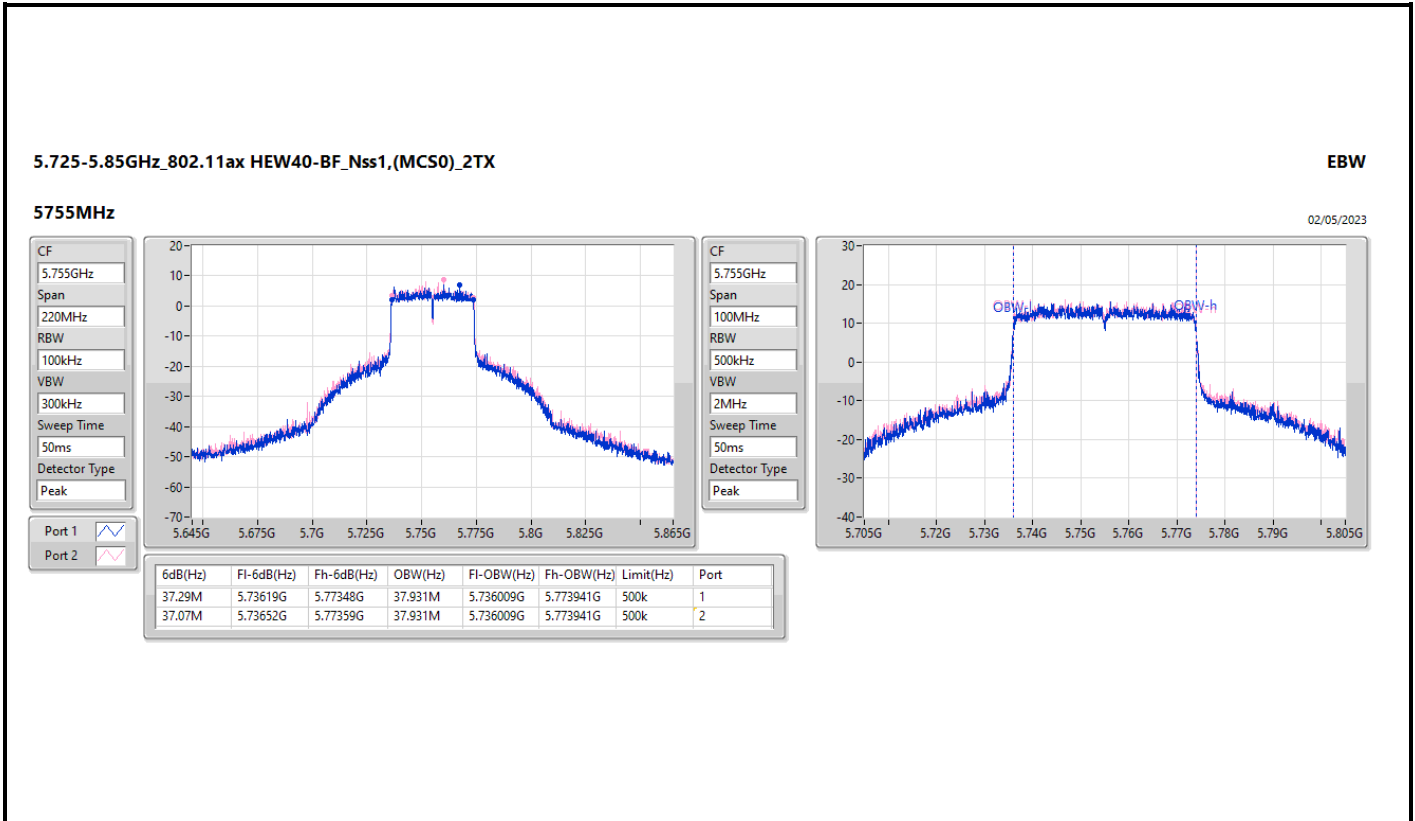 5.725-5.85GHz_802.11ax HEW40-BF_Nss1,(MCS0)_2TX
EBW
5755MHz
02/05/2023
CF
5.755GHz
Span
220MHz
RBW
100kHz
VBW
300kHz
Sweep Time
50ms
Detector Type
Peak
Port 1
Port 2
20
10
0
-10
-20
-30
-40
-50
-60
-70
5.645G 5.675G 5.7G 5.725G 5.75G 5.775G 5.8G 5.825G 5.865G
CF
5.755GHz
Span
100MHz
RBW
500kHz
VBW
2MHz
Sweep Time
50ms
Detector Type
Peak
30
20
10
0
-10
-20
-30
-40
OBW-h
5.705G 5.72G 5.73G 5.74G 5.75G 5.76G 5.77G 5.78G 5.79G 5.805G
6dB(Hz) Fl-6dB(Hz) Fh-6dB(Hz) OBW(Hz) Fl-OBW(Hz) Fh-OBW(Hz) Limit(Hz) Port
37.29M 5.73619G 5.77348G 37.931M 5.736009G 5.773941G 500k 1
37.07M 5.73652G 5.77359G 37.931M 5.736009G 5.773941G 500k 2